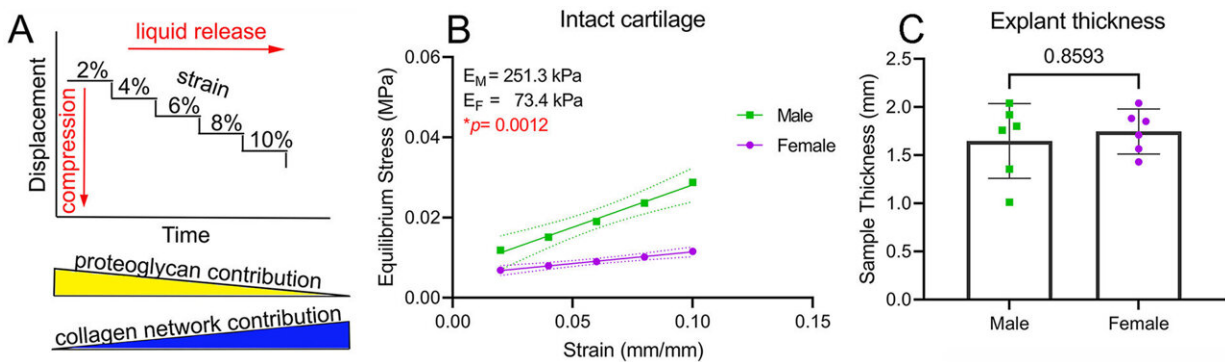 A
liquid release
Displacement
compression
2%
4%
strain
6%
8%
10%
Time
proteoglycan contribution
collagen network contribution
B
Intact cartilage
Equilibrium Stress (MPa)
0.06
0.04
0.02
0.00
E_M = 251.3 kPa
E_F = 73.4 kPa
*p= 0.0012
Male
Female
0.00
0.05
0.10
0.15
Strain (mm/mm)
C
Explant thickness
0.8593
Sample Thickness (mm)
2.5
2.0
1.5
1.0
0.5
0.0
Male
Female